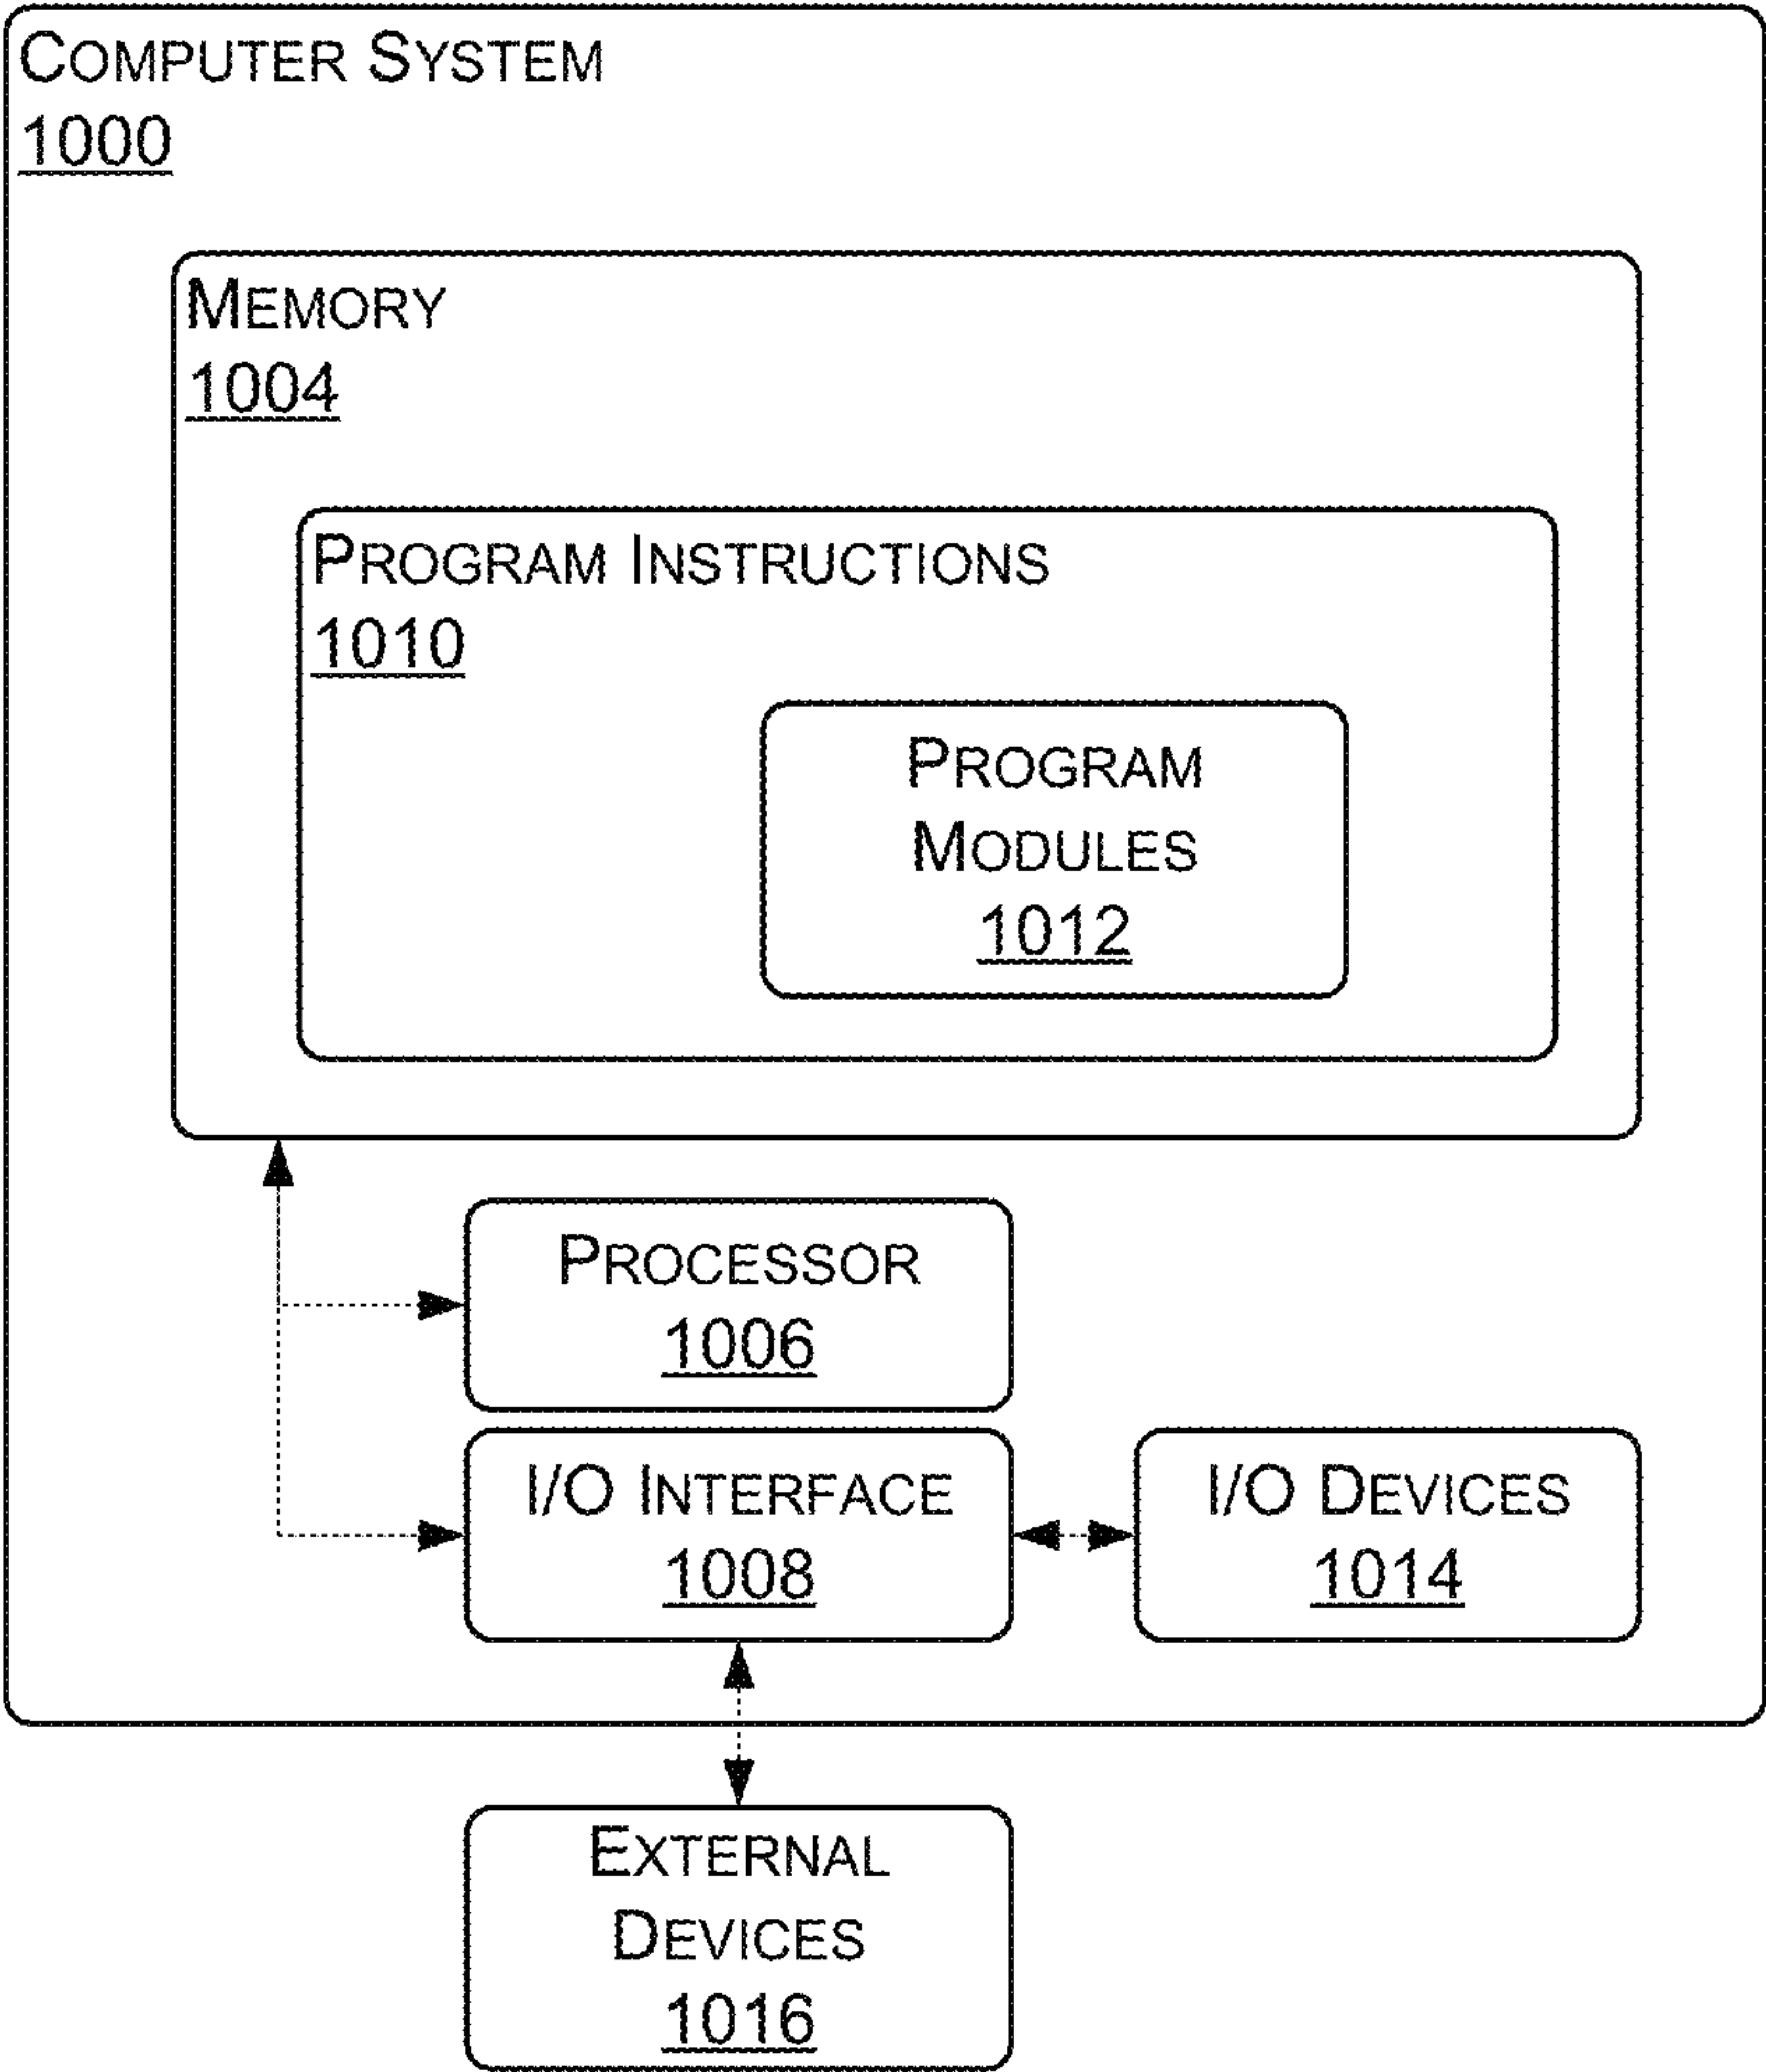 COMPUTER SYSTEM
1000
MEMORY
1004
PROGRAM INSTRUCTIONS
1010
PROGRAM
MODULES
1012
PROCESSOR
1006
I/O INTERFACE
1008
I/O DEVICES
1014
EXTERNAL
DEVICES
1016